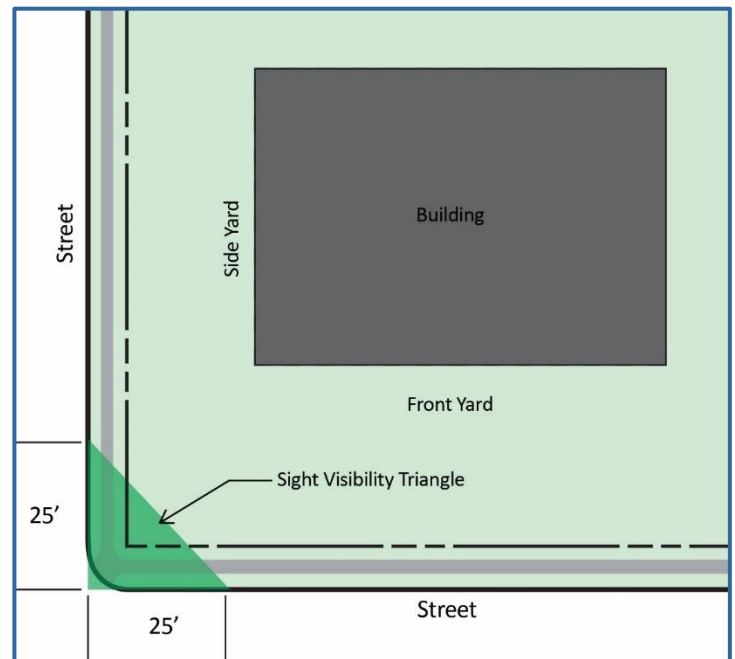 Building
Street
Side Yard
Front Yard
Sight Visibility Triangle
25′
Street
25′